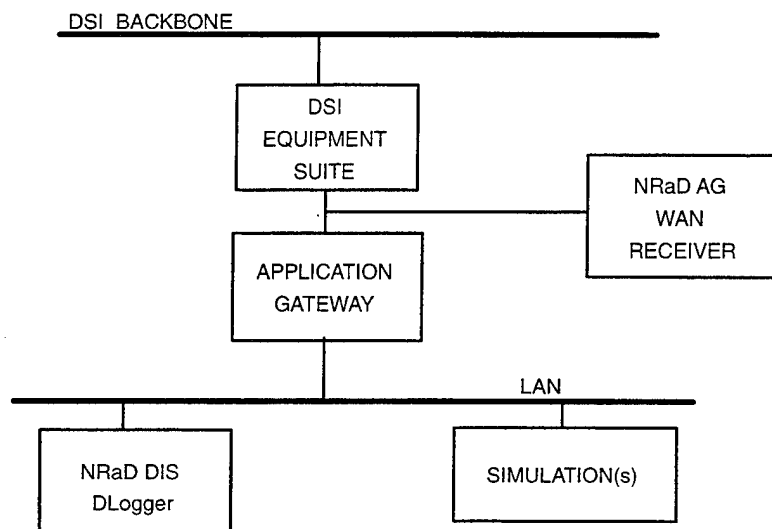 DSI BACKBONE
DSI
EQUIPMENT
SUITE
NRaD AG
WAN
RECEIVER
APPLICATION
GATEWAY
LAN
NRaD DIS
DLogger
SIMULATION(s)